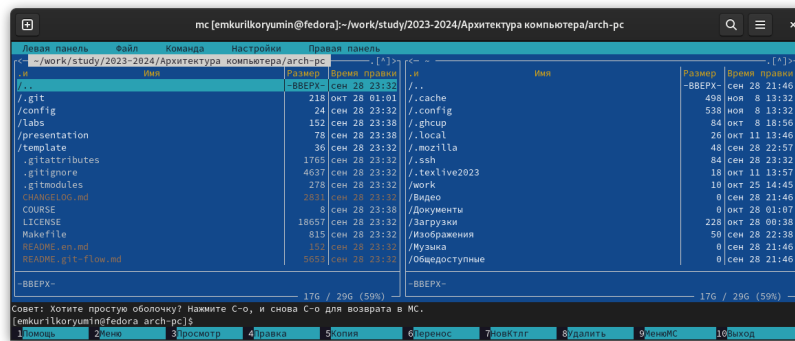 mc [emkurilkoryumin@fedora]:~/work/study/2023-2024/Архитектура компьютера/arch-pc
Левая панель Файл Команда Настройки Правая панель
<— ~/work/study/2023-2024/Архитектура компьютера/arch-pc .[^]>
.и Имя Размер Время правки
/.. -ВВЕРХ- сен 28 23:32
/.git 218 окт 28 01:01
/config 24 сен 28 23:32
/labs 152 сен 28 23:38
/presentation 78 сен 28 23:38
/template 36 сен 28 23:32
.gitattributes 1765 сен 28 23:32
.gitignore 4637 сен 28 23:32
.gitmodules 278 сен 28 23:32
CHANGELOG.md 2831 сен 28 23:32
COURSE 8 сен 28 23:38
LICENSE 18657 сен 28 23:32
Makefile 815 сен 28 23:32
README.en.md 152 сен 28 23:32
README.git-flow.md 5653 сен 28 23:32
-ВВЕРХ-
17G / 29G (59%)
<— ~ .[^]>
.и Имя Размер Время правки
/.. -ВВЕРХ- сен 28 21:46
/.cache 498 ноя 8 13:32
/.config 538 ноя 8 13:32
/.ghcup 84 окт 8 18:56
/.local 26 окт 11 13:46
/.mozilla 48 сен 28 22:57
/.ssh 84 сен 28 23:32
/.texlive2023 18 окт 11 13:57
/work 10 окт 25 14:45
/Видео 0 сен 28 21:46
/Документы 0 окт 28 01:07
/Загрузки 228 окт 28 00:38
/Изображения 50 сен 28 22:38
/Музыка 0 сен 28 21:46
/Общедоступные 0 сен 28 21:46
-ВВЕРХ-
17G / 29G (59%)
Совет: Хотите простую оболочку? Нажмите C-o, и снова C-o для возврата в MC.
[emkurilkoryumin@fedora arch-pc]$
1Помощь 2Меню 3Просмотр 4Правка 5Копия 6Перенос 7НовКтлг 8Удалить 9МенюMC 10Выход